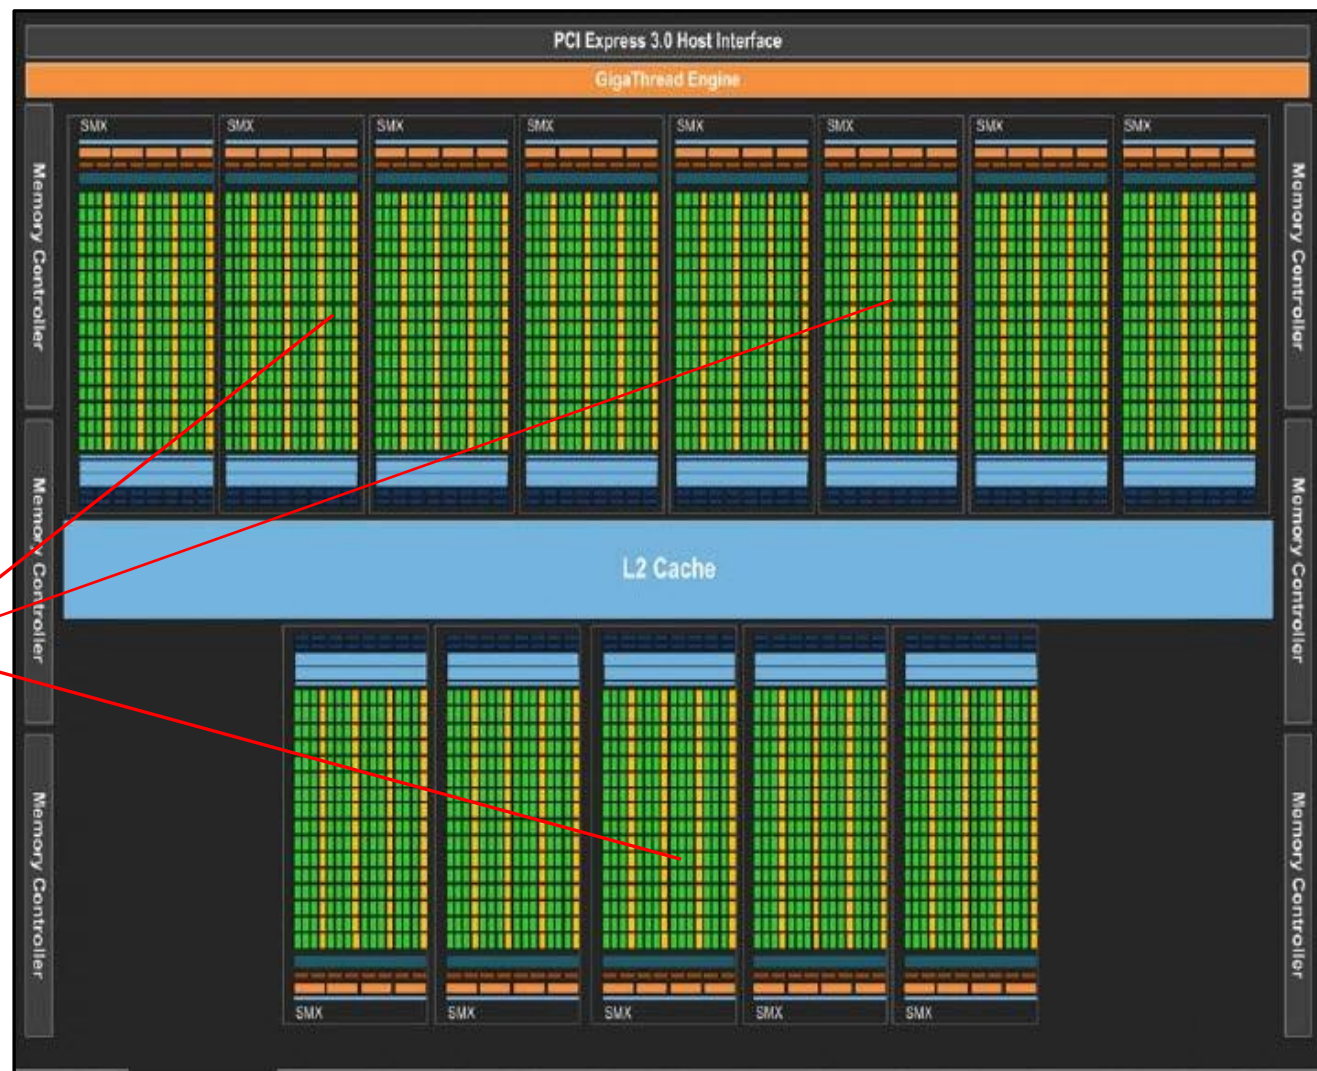 PCI Express 3.0 Host Interface
GigaThread Engine
SMX SMX SMX SMX SMX SMX SMX SMX
Memory Controller
Memory Controller
Memory Controller
Memory Controller
L2 Cache
Memory Controller
Memory Controller
SMX SMX SMX SMX SMX